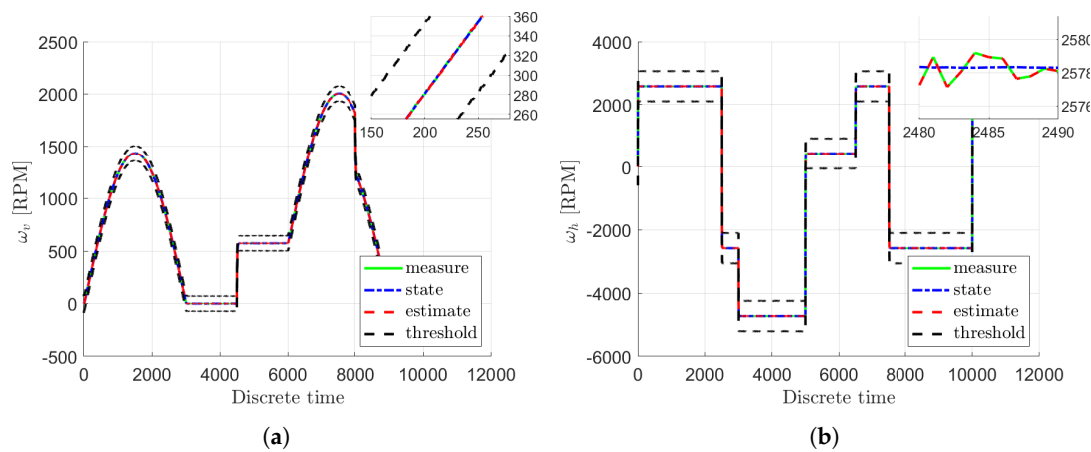 360
340
320
300
280
260
150 200 250
2500
2000
1500
1000
500
0
-500
ω_v [RPM]
measure
state
estimate
threshold
0 2000 4000 6000 8000 10000 12000
Discrete time
(a)
2580
2578
2576
2480 2485 2490
4000
2000
0
-2000
-4000
-6000
ω_h [RPM]
measure
state
estimate
threshold
0 2000 4000 6000 8000 10000 12000
Discrete time
(b)